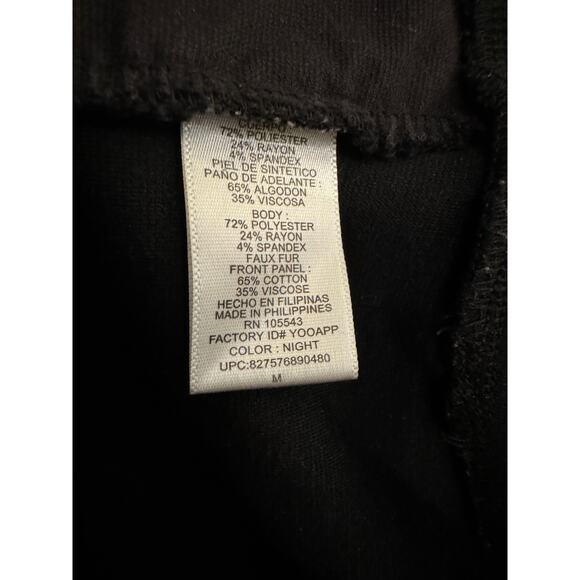 72% POLIESTER
24% RAYON
4% SPANDEX
PIEL DE SINTETICO
PAÑO DE ADELANTE :
65% ALGODON
35% VISCOSA
BODY :
72% POLYESTER
24% RAYON
4% SPANDEX
FAUX FUR
FRONT PANEL :
65% COTTON
35% VISCOSE
HECHO EN FILIPINAS
MADE IN PHILIPPINES
RN 105543
FACTORY ID# YOOAPP
COLOR : NIGHT
UPC:827576890480
M